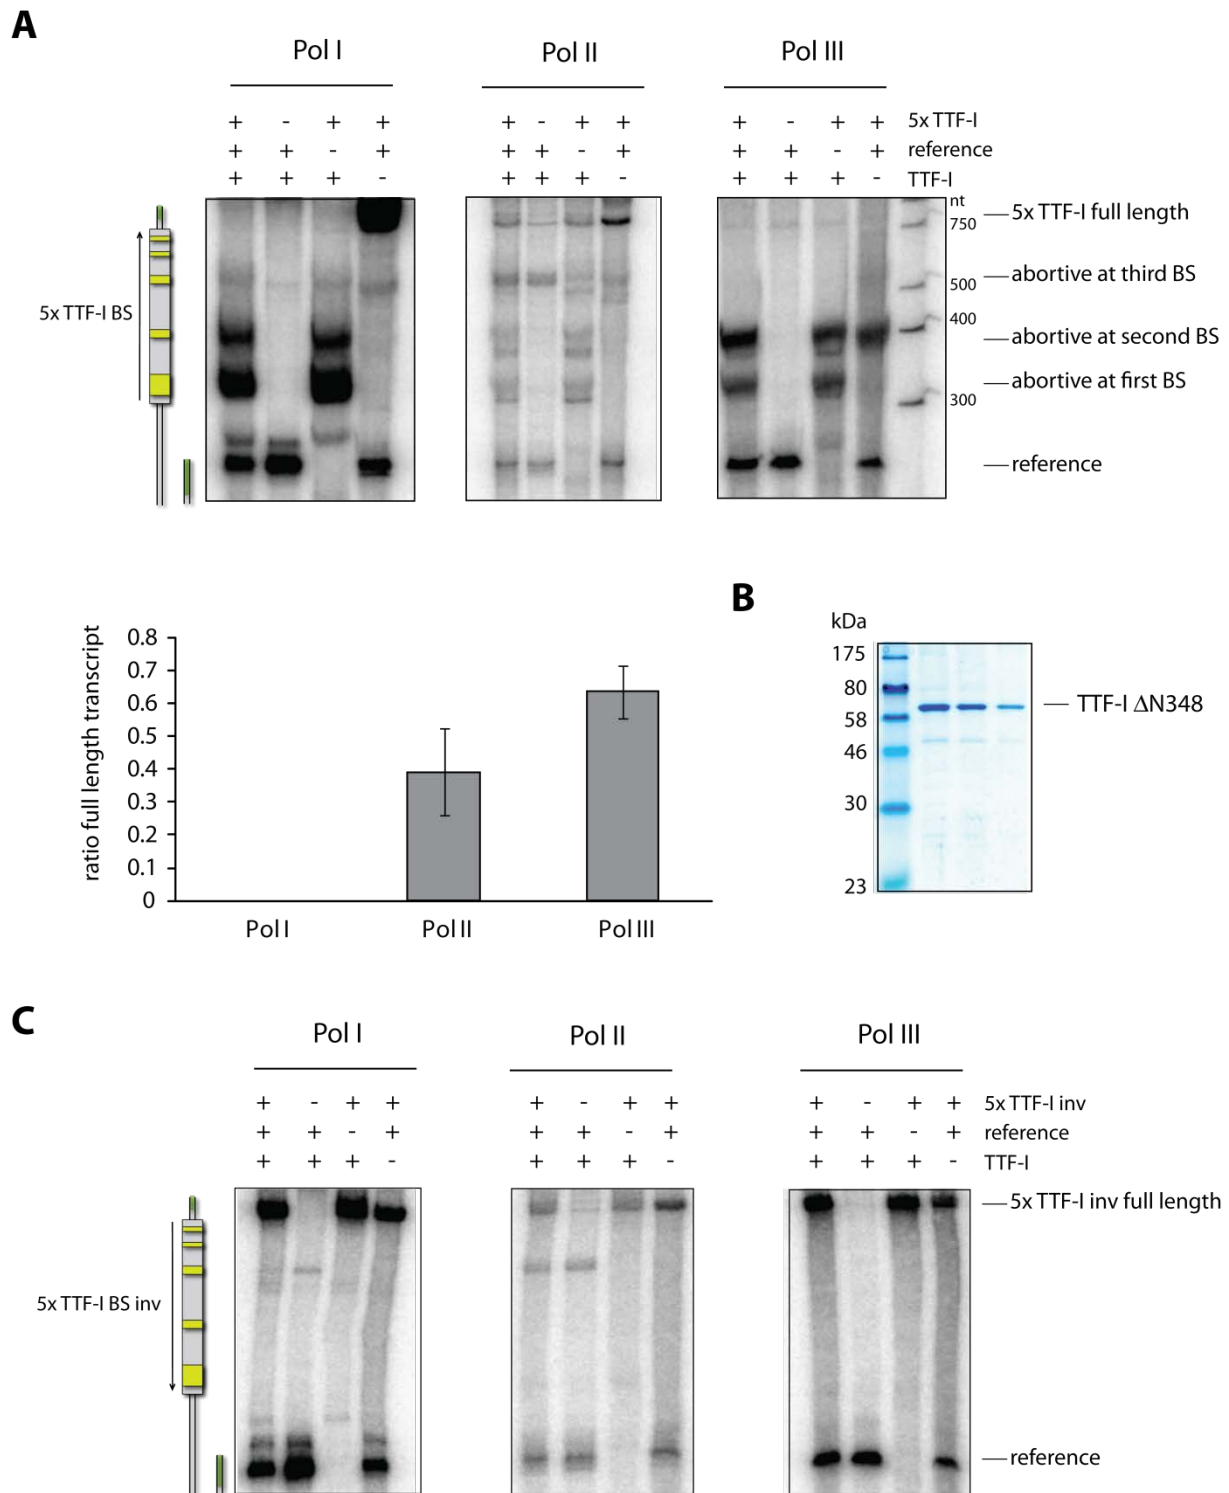 A
Pol I Pol II Pol III
+ - + + + - + + + - + + 5x TTF-I
+ + - + + + - + + + - + reference
+ + + - + + + - + + + - TTF-I
nt
5x TTF-I full length
750
abortive at third BS
500
5x TTF-I BS
400
abortive at second BS
abortive at first BS
300
reference
B
ratio full length transcript
0.8
0.7
0.6
0.5
0.4
0.3
0.2
0.1
0
Pol I Pol II Pol III
kDa
175
80
TTF-I ΔN348
58
46
30
23
C
Pol I Pol II Pol III
+ - + + + - + + + - + + 5x TTF-I inv
+ + - + + + - + + + - + reference
+ + + - + + + - + + + - TTF-I
5x TTF-I inv full length
5x TTF-I BS inv
reference